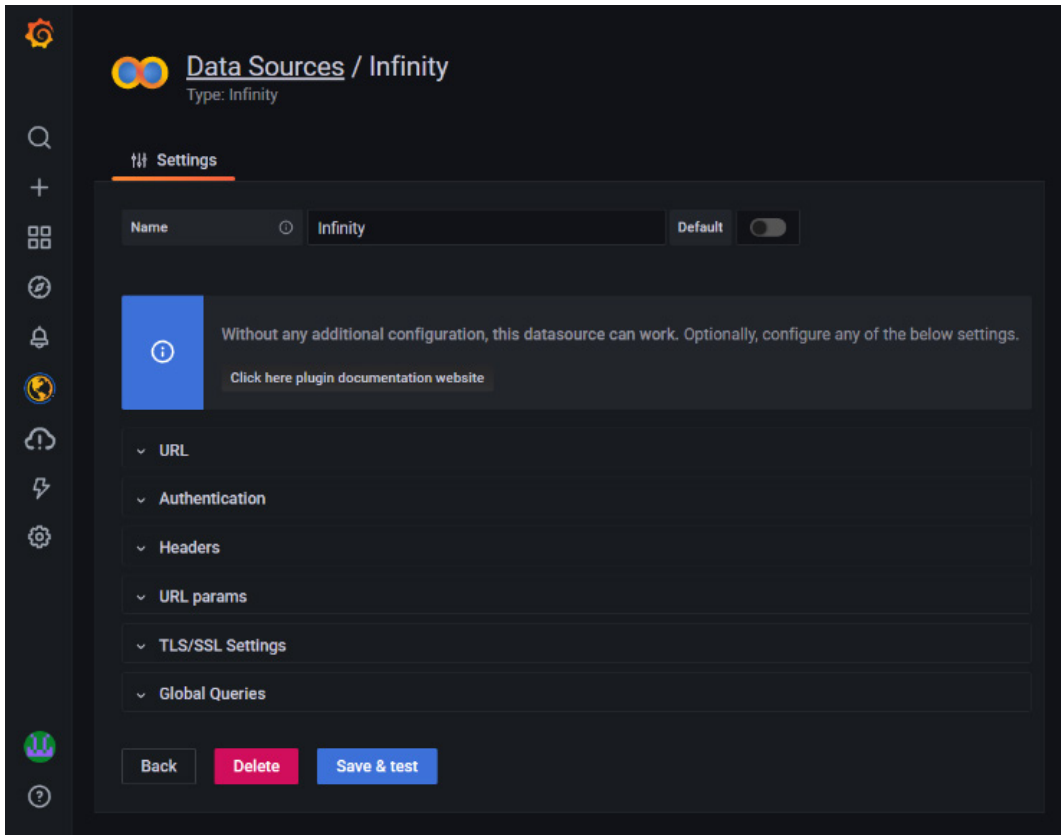 Data Sources / Infinity
Type: Infinity
Settings
Name Infinity Default
Without any additional configuration, this datasource can work. Optionally, configure any of the below settings.
Click here plugin documentation website
URL
Authentication
Headers
URL params
TLS/SSL Settings
Global Queries
Back Delete Save & test